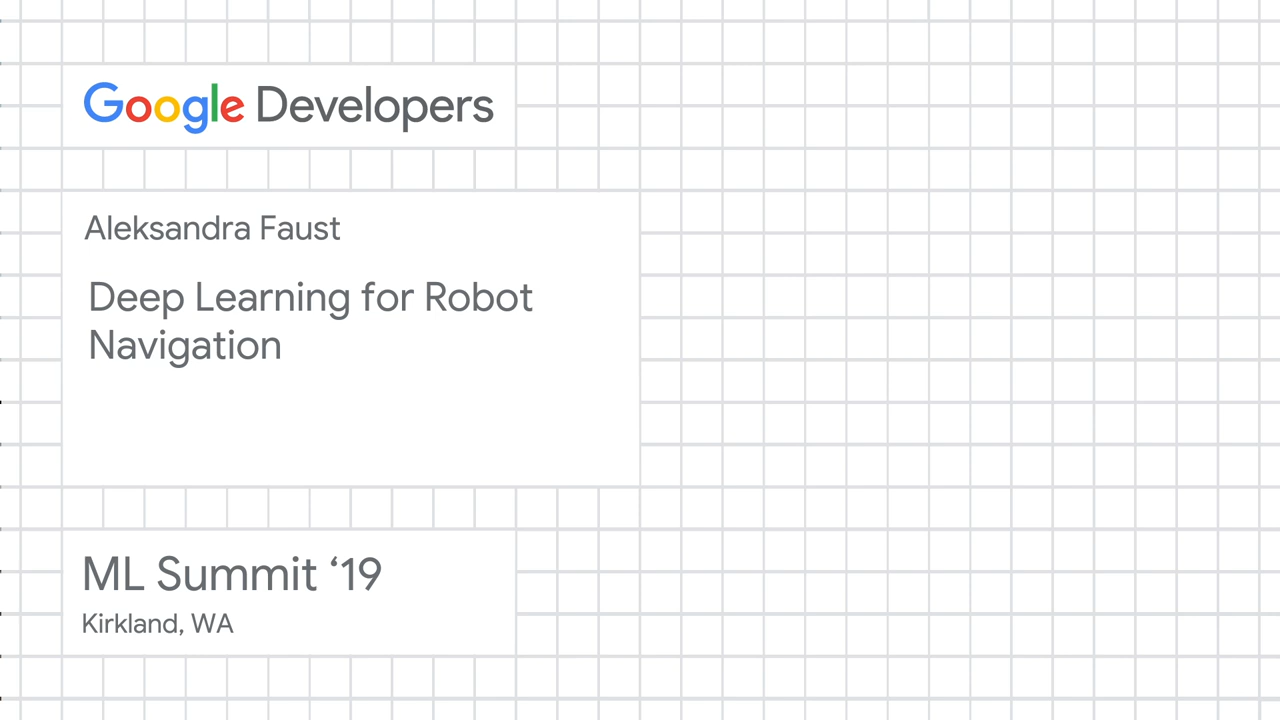 Google Developers
Aleksandra Faust
Deep Learning for Robot
Navigation
ML Summit ‘19
Kirkland, WA